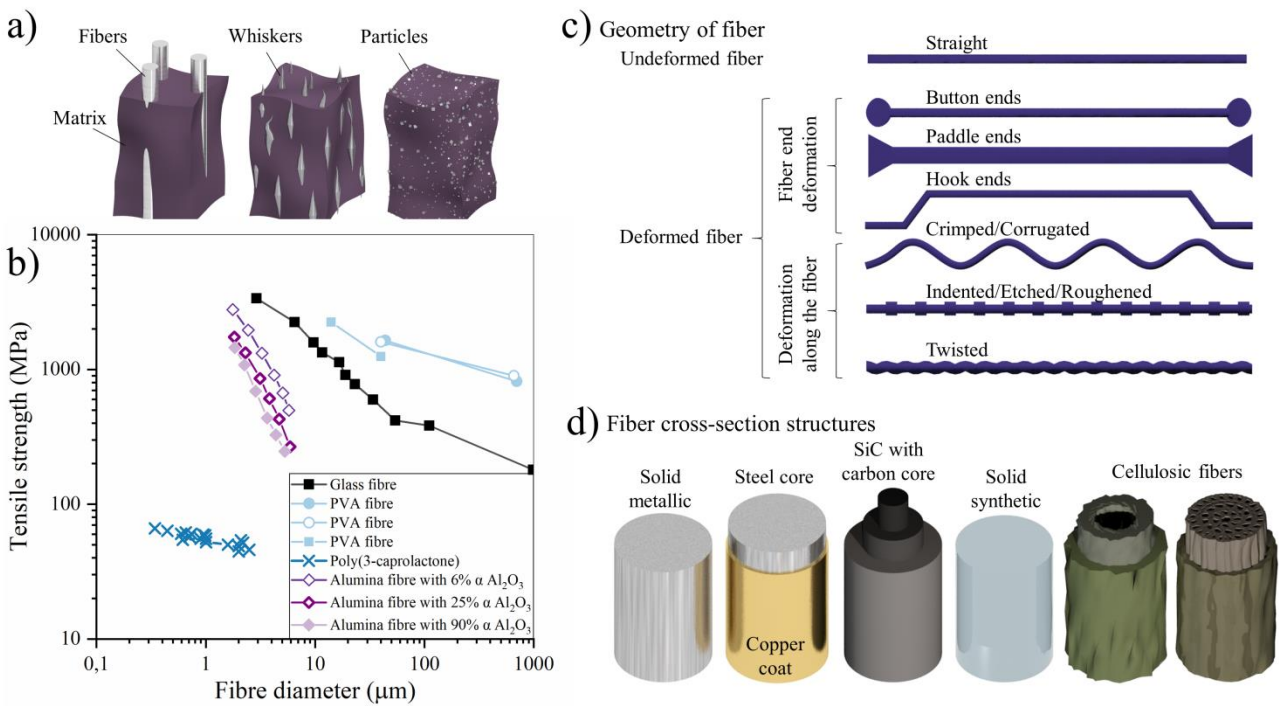 a)
Fibers
Whiskers
Particles
Matrix
b)
Tensile strength (MPa)
10000
1000
100
10
0,1
1
10
100
1000
Fibre diameter (μm)
Glass fibre
PVA fibre
PVA fibre
PVA fibre
Poly(3-caprolactone)
Alumina fibre with 6% α Al₂O₃
Alumina fibre with 25% α Al₂O₃
Alumina fibre with 90% α Al₂O₃
c) Geometry of fiber
Undeformed fiber
Straight
Deformed fiber
Fiber end
deformation
Button ends
Paddle ends
Hook ends
Deformation
along the fiber
Crimped/Corrugated
Indented/Etched/Roughened
Twisted
d) Fiber cross-section structures
Solid
metallic
Steel core
Copper
coat
SiC with
carbon core
Solid
synthetic
Cellulosic fibers